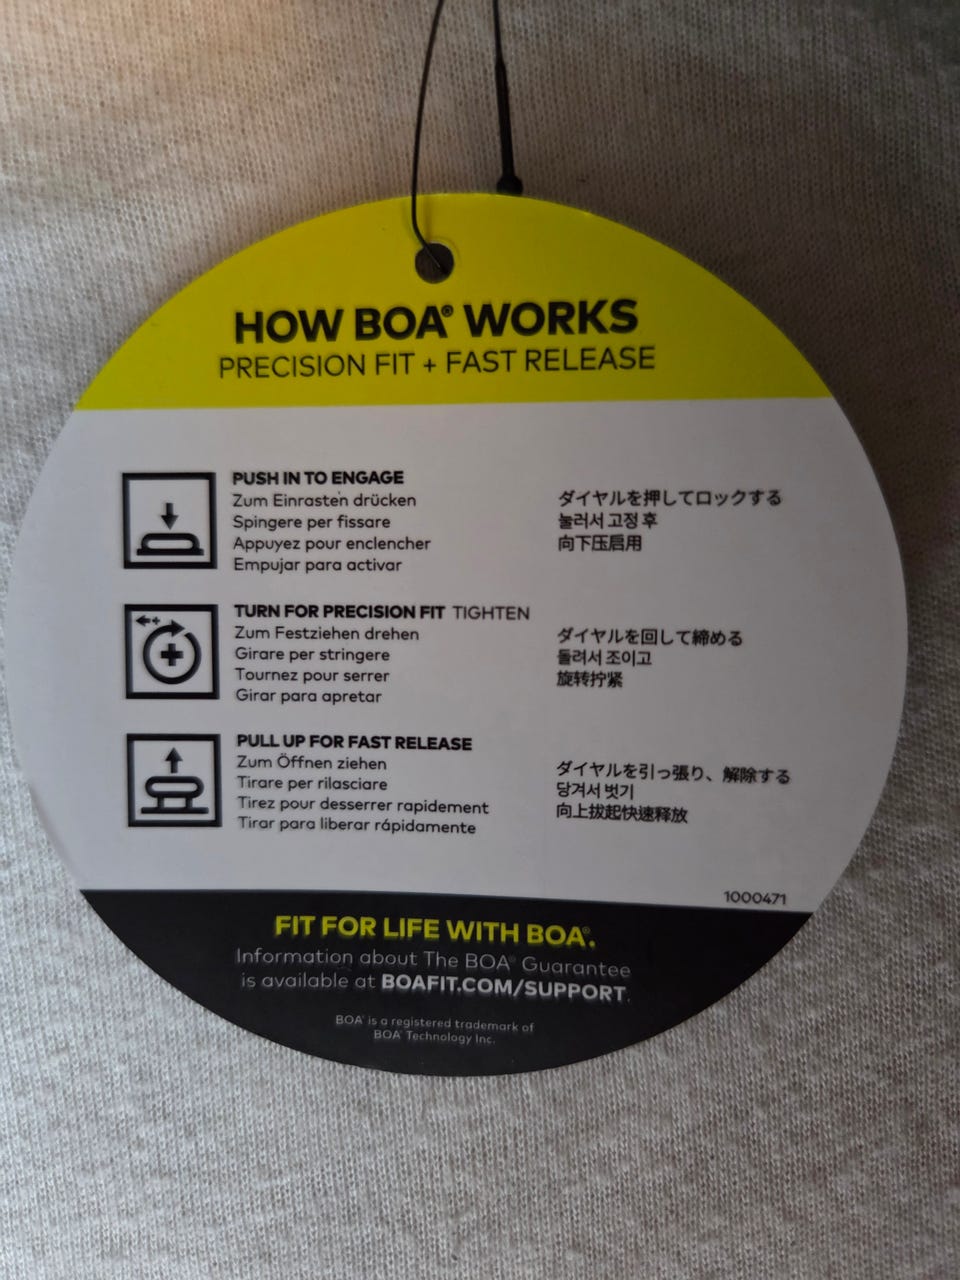 HOW BOA® WORKS
PRECISION FIT + FAST RELEASE
PUSH IN TO ENGAGE
Zum Einrasten drücken
Spingere per fissare
Appuyez pour enclencher
Empujar para activar
ダイヤルを押してロックする
눌러서 고정 후
向下压启用
TURN FOR PRECISION FIT TIGHTEN
Zum Festziehen drehen
Girare per stringere
Tournez pour serrer
Girar para apretar
ダイヤルを回して締める
돌려서 조이고
旋转拧紧
PULL UP FOR FAST RELEASE
Zum Öffnen ziehen
Tirare per rilasciare
Tirez pour desserrer rapidement
Tirar para liberar rápidamente
ダイヤルを引っ張り、解除する
당겨서 벗기
向上拔起快速释放
1000471
FIT FOR LIFE WITH BOA®.
Information about The BOA® Guarantee
is available at BOAFIT.COM/SUPPORT.
BOA® is a registered trademark of
BOA® Technology Inc.